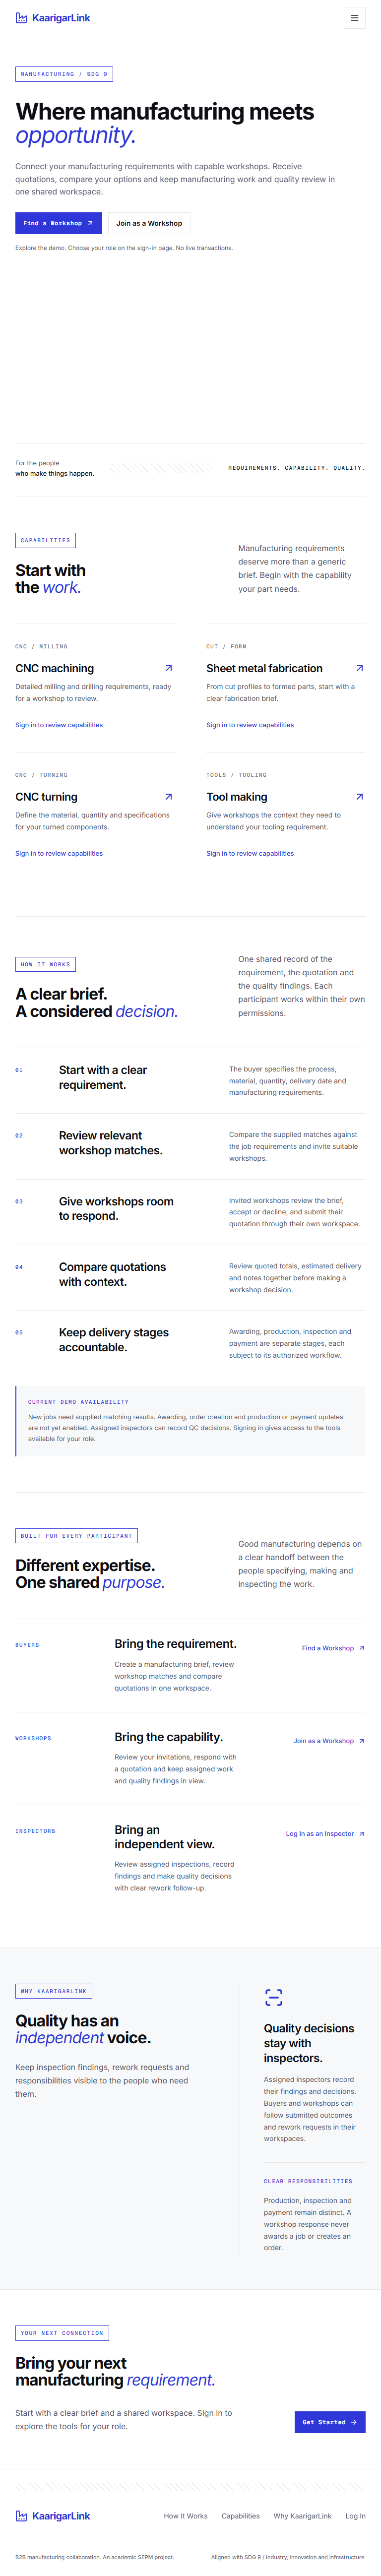 KaarigarLink
MANUFACTURING / SDG 9
Where manufacturing meets
opportunity.
Connect your manufacturing requirements with capable workshops. Receive
quotations, compare your options and keep manufacturing work and quality review in
one shared workspace.
Find a Workshop
Join as a Workshop
Explore the demo. Choose your role on the sign-in page. No live transactions.
For the people
who make things happen.
REQUIREMENTS. CAPABILITY. QUALITY.
CAPABILITIES
Start with
the work.
Manufacturing requirements
deserve more than a generic
brief. Begin with the capability
your part needs.
CNC / MILLING
CNC machining
Detailed milling and drilling requirements, ready
for a workshop to review.
Sign in to review capabilities
CUT / FORM
Sheet metal fabrication
From cut profiles to formed parts, start with a
clear fabrication brief.
Sign in to review capabilities
CNC / TURNING
CNC turning
Define the material, quantity and specifications
for your turned components.
Sign in to review capabilities
TOOLS / TOOLING
Tool making
Give workshops the context they need to
understand your tooling requirement.
Sign in to review capabilities
HOW IT WORKS
A clear brief.
A considered decision.
One shared record of the
requirement, the quotation and
the quality findings. Each
participant works within their own
permissions.
01
Start with a clear
requirement.
The buyer specifies the process,
material, quantity, delivery date and
manufacturing requirements.
02
Review relevant
workshop matches.
Compare the supplied matches against
the job requirements and invite suitable
workshops.
03
Give workshops room
to respond.
Invited workshops review the brief,
accept or decline, and submit their
quotation through their own workspace.
04
Compare quotations
with context.
Review quoted totals, estimated delivery
and notes together before making a
workshop decision.
05
Keep delivery stages
accountable.
Awarding, production, inspection and
payment are separate stages, each
subject to its authorized workflow.
CURRENT DEMO AVAILABILITY
New jobs need supplied matching results. Awarding, order creation and production or payment updates
are not yet enabled. Assigned inspectors can record QC decisions. Signing in gives access to the tools
available for your role.
BUILT FOR EVERY PARTICIPANT
Different expertise.
One shared purpose.
Good manufacturing depends on
a clear handoff between the
people specifying, making and
inspecting the work.
BUYERS
Bring the requirement.
Create a manufacturing brief, review
workshop matches and compare
quotations in one workspace.
Find a Workshop
WORKSHOPS
Bring the capability.
Review your invitations, respond with
a quotation and keep assigned work
and quality findings in view.
Join as a Workshop
INSPECTORS
Bring an
independent view.
Review assigned inspections, record
findings and make quality decisions
with clear rework follow-up.
Log In as an Inspector
WHY KAARIGARLINK
Quality has an
independent voice.
Keep inspection findings, rework requests and
responsibilities visible to the people who need
them.
Quality decisions
stay with
inspectors.
Assigned inspectors record
their findings and decisions.
Buyers and workshops can
follow submitted outcomes
and rework requests in their
workspaces.
CLEAR RESPONSIBILITIES
Production, inspection and
payment remain distinct. A
workshop response never
awards a job or creates an
order.
YOUR NEXT CONNECTION
Bring your next
manufacturing requirement.
Start with a clear brief and a shared workspace. Sign in to
explore the tools for your role.
Get Started
KaarigarLink
How It Works
Capabilities
Why KaarigarLink
Log In
B2B manufacturing collaboration. An academic SEPM project.
Aligned with SDG 9 / Industry, innovation and infrastructure.